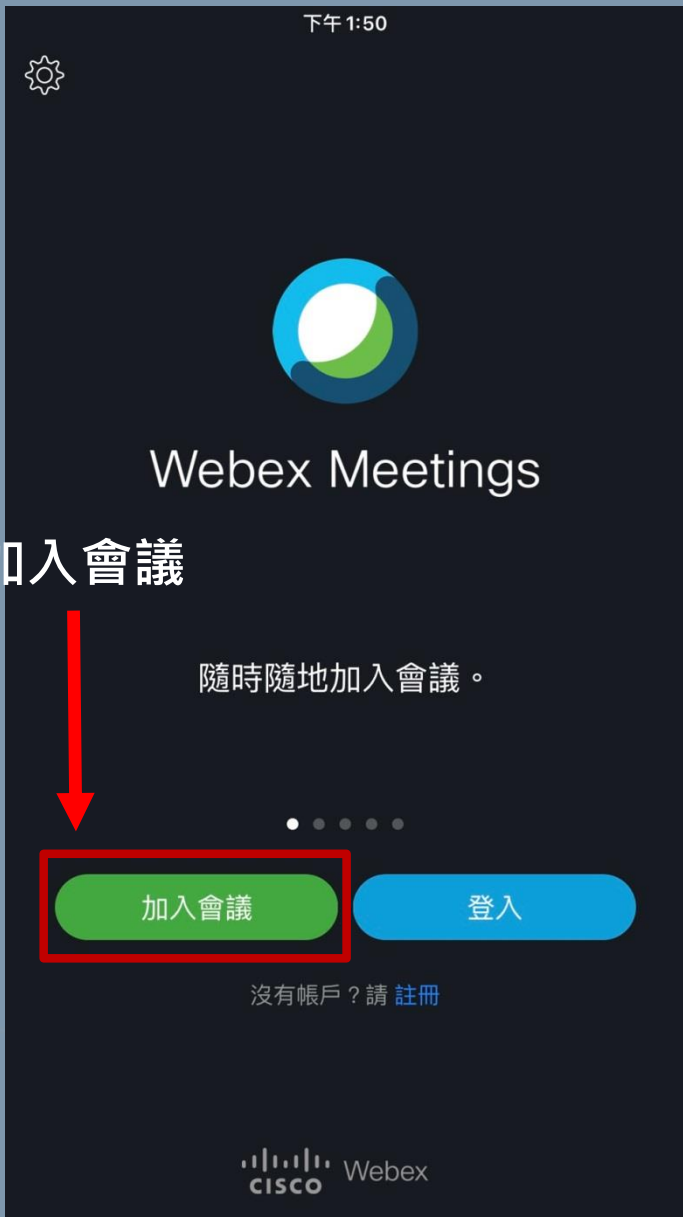 下午 1:50
Webex Meetings
加入會議
隨時隨地加入會議。
加入會議
登入
沒有帳戶？請 註冊
CISCO Webex